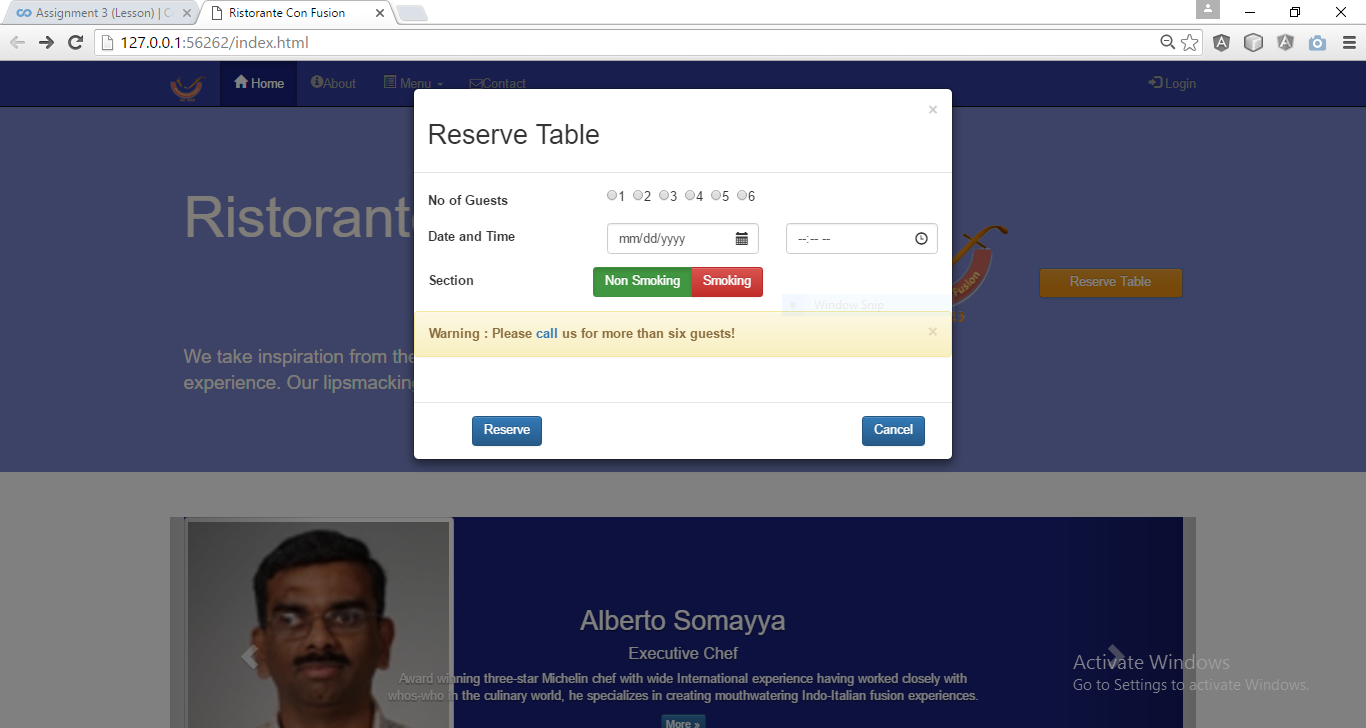 Assignment 3 (Lesson) | C
Ristorante Con Fusion
127.0.0.1:56262/index.html
Home About Menu Contact Login
×
Reserve Table
No of Guests 1 2 3 4 5 6
Date and Time mm/dd/yyyy --:-- --
Section Non Smoking Smoking
Window Snip
Warning : Please call us for more than six guests! ×
Reserve Cancel
Ristorant
Fusion
Reserve Table
We take inspiration from the
experience. Our lipsmacking
Alberto Somayya
Executive Chef
Award winning three-star Michelin chef with wide International experience having worked closely with
whos-who in the culinary world, he specializes in creating mouthwatering Indo-Italian fusion experiences.
More »
Activate Windows
Go to Settings to activate Windows.